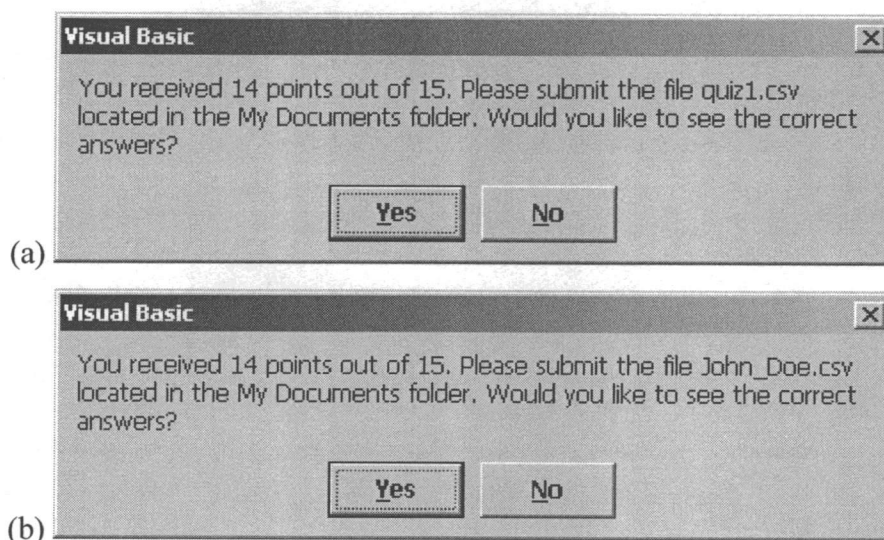 Visual Basic
You received 14 points out of 15. Please submit the file quiz1.csv
located in the My Documents folder. Would you like to see the correct
answers?
Yes No
(a)
Visual Basic
You received 14 points out of 15. Please submit the file John_Doe.csv
located in the My Documents folder. Would you like to see the correct
answers?
Yes No
(b)